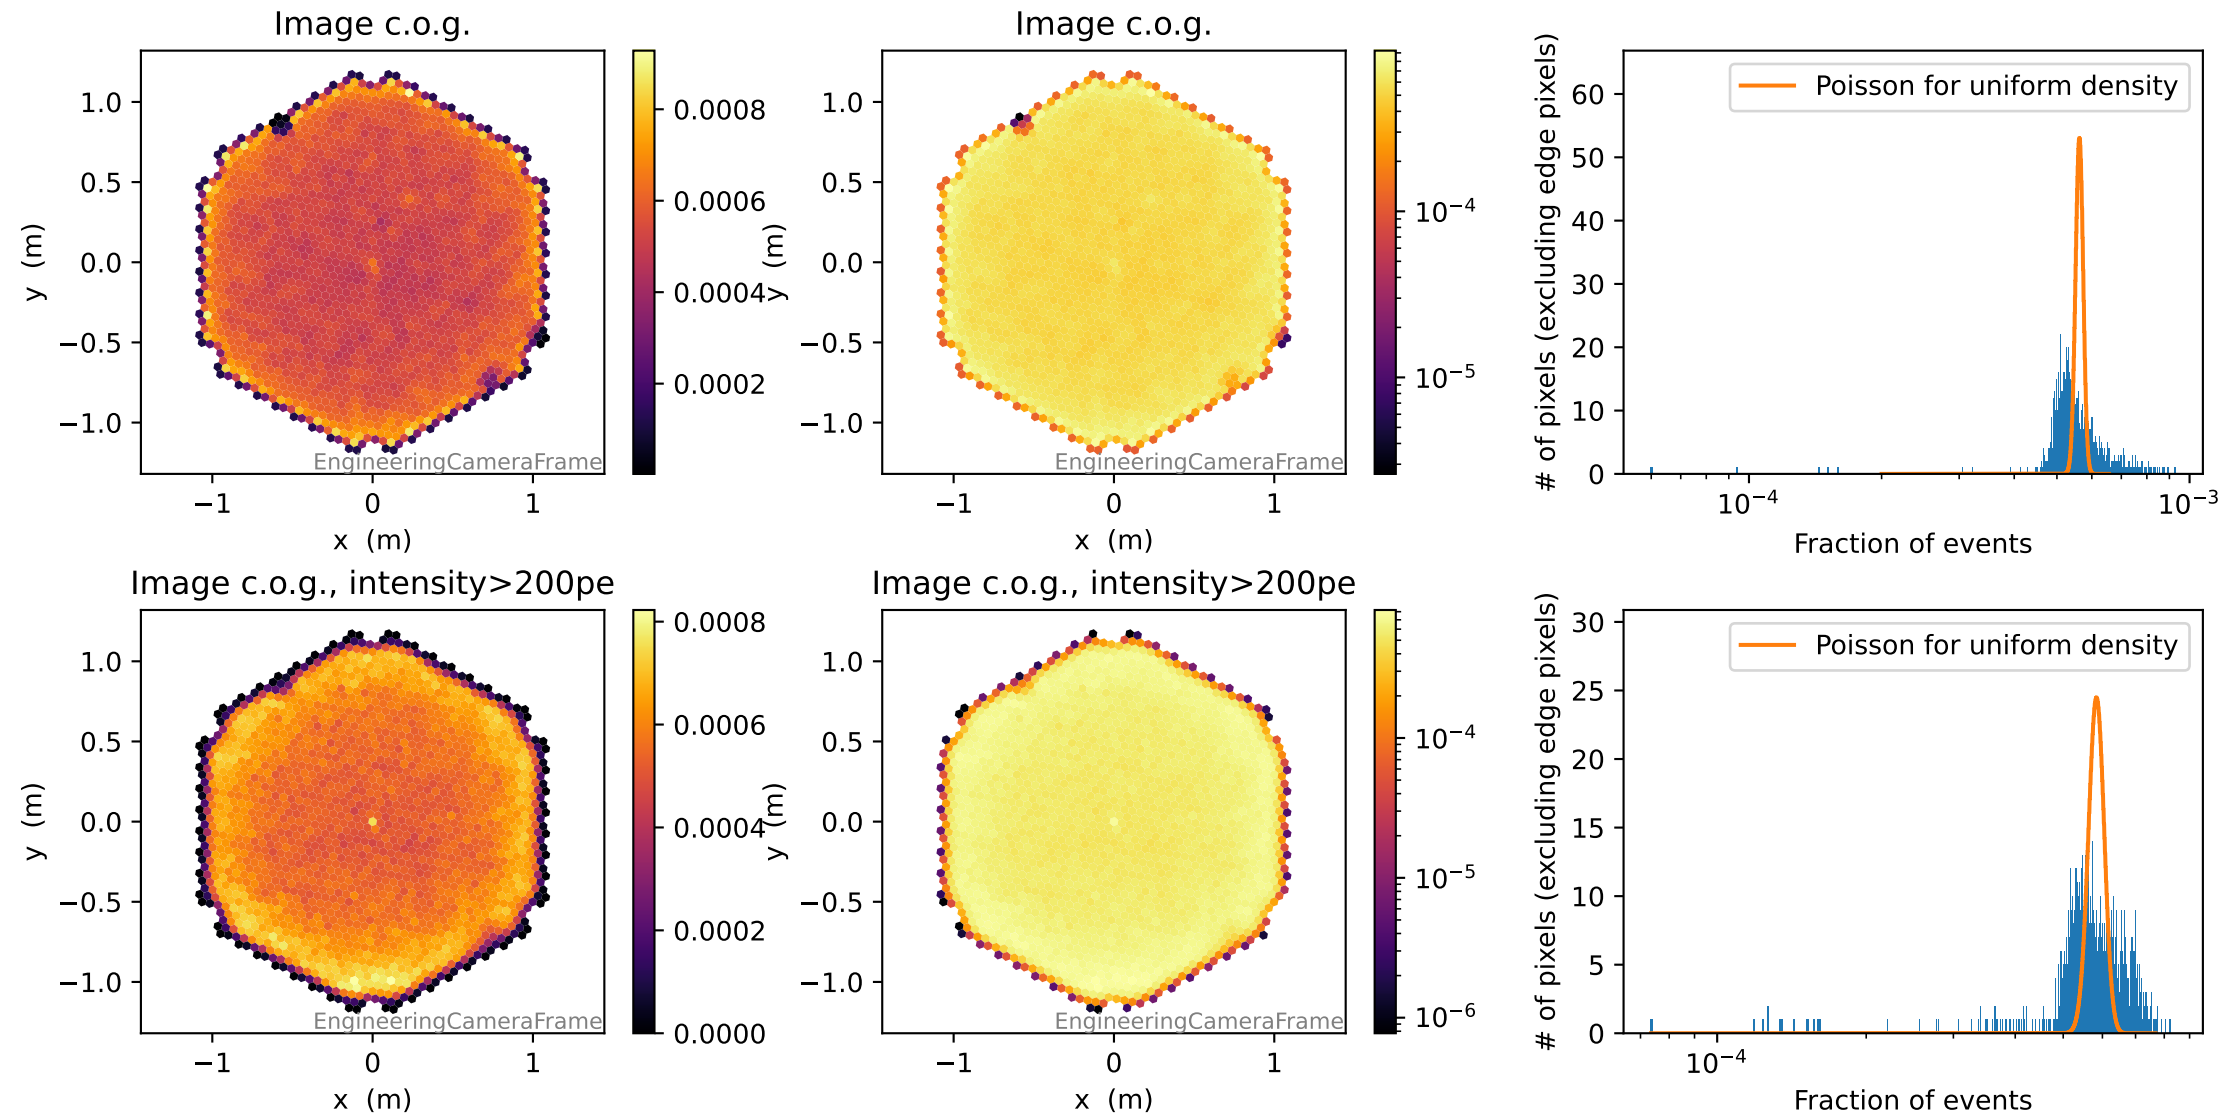 Image c.o.g.
y (m)
1.0
0.5
0.0
−0.5
−1.0
−1
0
1
x (m)
EngineeringCameraFrame
0.0008
0.0006
0.0004
0.0002
Image c.o.g.
y (m)
1.0
0.5
0.0
−0.5
−1.0
−1
0
1
x (m)
EngineeringCameraFrame
10⁻⁴
10⁻⁵
# of pixels (excluding edge pixels)
60
50
40
30
20
10
0
Poisson for uniform density
10⁻⁴
10⁻³
Fraction of events
Image c.o.g., intensity>200pe
y (m)
1.0
0.5
0.0
−0.5
−1.0
−1
0
1
x (m)
EngineeringCameraFrame
0.0008
0.0006
0.0004
0.0002
0.0000
Image c.o.g., intensity>200pe
y (m)
1.0
0.5
0.0
−0.5
−1.0
−1
0
1
x (m)
EngineeringCameraFrame
10⁻⁴
10⁻⁵
10⁻⁶
# of pixels (excluding edge pixels)
30
25
20
15
10
5
0
Poisson for uniform density
10⁻⁴
Fraction of events